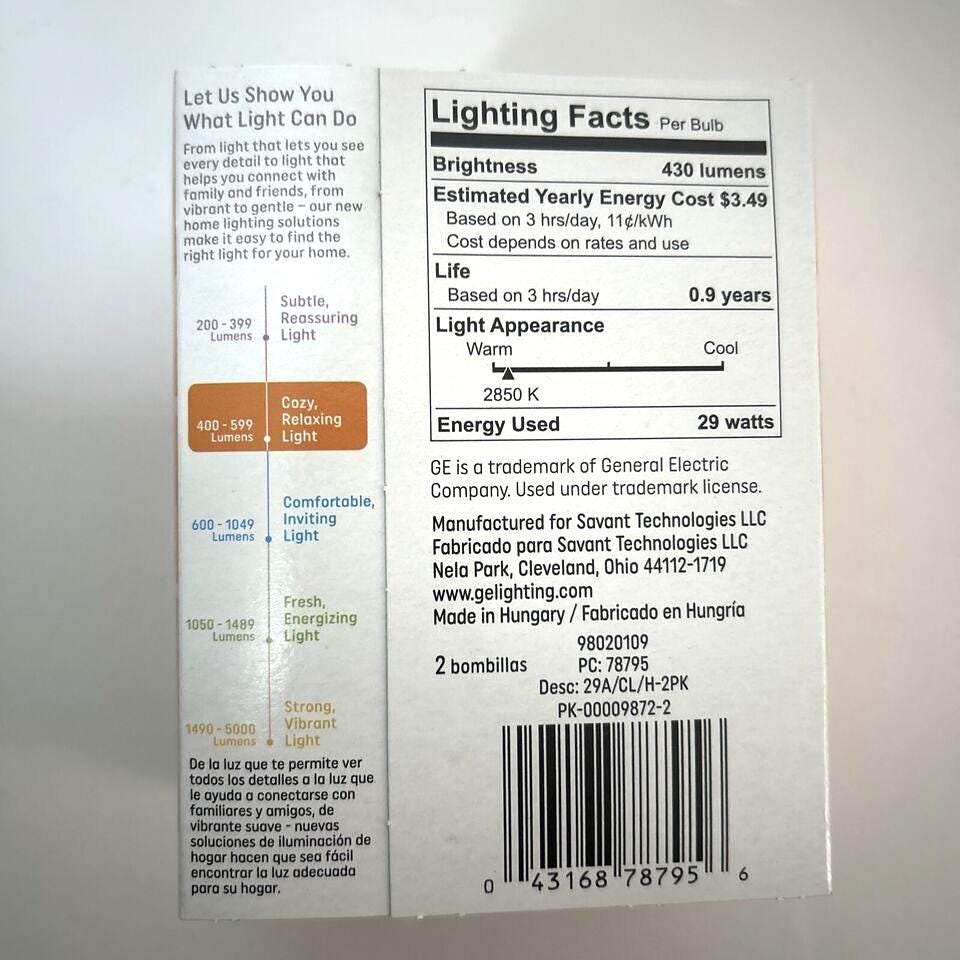 Let Us Show You
What Light Can Do
From light that lets you see
every detail to light that
helps you connect with
family and friends, from
vibrant to gentle – our new
home lighting solutions
make it easy to find the
right light for your home.
200 - 399
Lumens
Subtle,
Reassuring
Light
400 - 599
Lumens
Cozy,
Relaxing
Light
600 - 1049
Lumens
Comfortable,
Inviting
Light
1050 - 1489
Lumens
Fresh,
Energizing
Light
1490 - 5000
Lumens
Strong,
Vibrant
Light
De la luz que te permite ver
todos los detalles a la luz que
le ayuda a conectarse con
familiares y amigos, de
vibrante suave - nuevas
soluciones de iluminación de
hogar hacen que sea fácil
encontrar la luz adecuada
para su hogar.
Lighting Facts Per Bulb
Brightness 430 lumens
Estimated Yearly Energy Cost $3.49
Based on 3 hrs/day, 11¢/kWh
Cost depends on rates and use
Life
Based on 3 hrs/day 0.9 years
Light Appearance
Warm Cool
2850 K
Energy Used 29 watts
GE is a trademark of General Electric
Company. Used under trademark license.
Manufactured for Savant Technologies LLC
Fabricado para Savant Technologies LLC
Nela Park, Cleveland, Ohio 44112-1719
www.gelighting.com
Made in Hungary / Fabricado en Hungría
98020109
2 bombillas PC: 78795
Desc: 29A/CL/H-2PK
PK-00009872-2
0 43168 78795 6